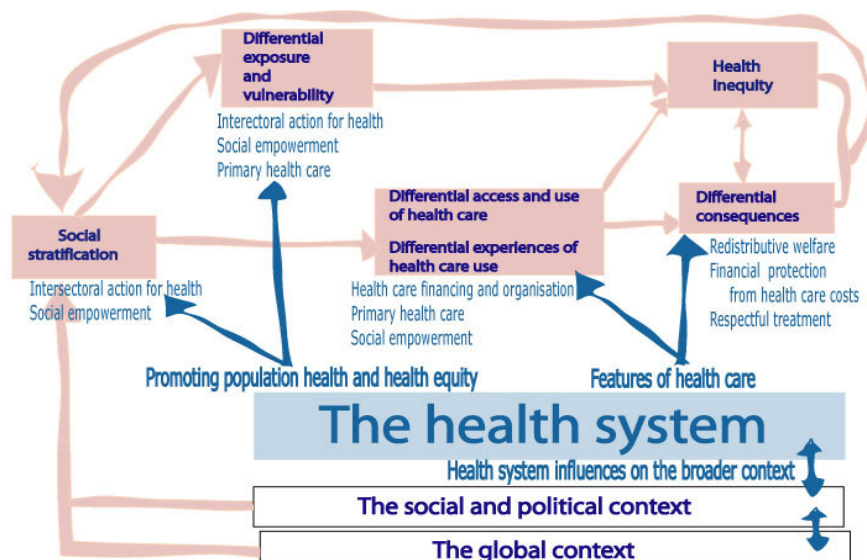 Differential
exposure
and
vulnerability
Health
inequity
Interectoral action for health
Social empowerment
Primary health care
Differential access and use
of health care
Differential experiences of
health care use
Differential
consequences
Social
stratification
Redistributive welfare
Financial protection
from health care costs
Respectful treatment
Intersectoral action for health
Social empowerment
Health care financing and organisation
Primary health care
Social empowerment
Promoting population health and health equity
Features of health care
The health system
Health system influences on the broader context
The social and political context
The global context